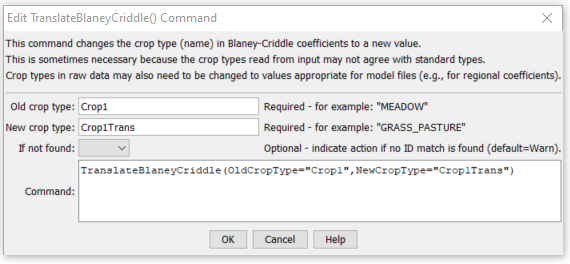 Edit TranslateBlaneyCriddle() Command
This command changes the crop type (name) in Blaney-Criddle coefficients to a new value.
This is sometimes necessary because the crop types read from input may not agree with standard types.
Crop types in raw data may also need to be changed to values appropriate for model files (e.g., for regional coefficients).
Old crop type: Crop1 Required - for example: "MEADOW"
New crop type: Crop1Trans Required - for example: "GRASS_PASTURE"
If not found: Optional - indicate action if no ID match is found (default=Warn).
Command: TranslateBlaneyCriddle(OldCropType="Crop1",NewCropType="Crop1Trans")
OK Cancel Help